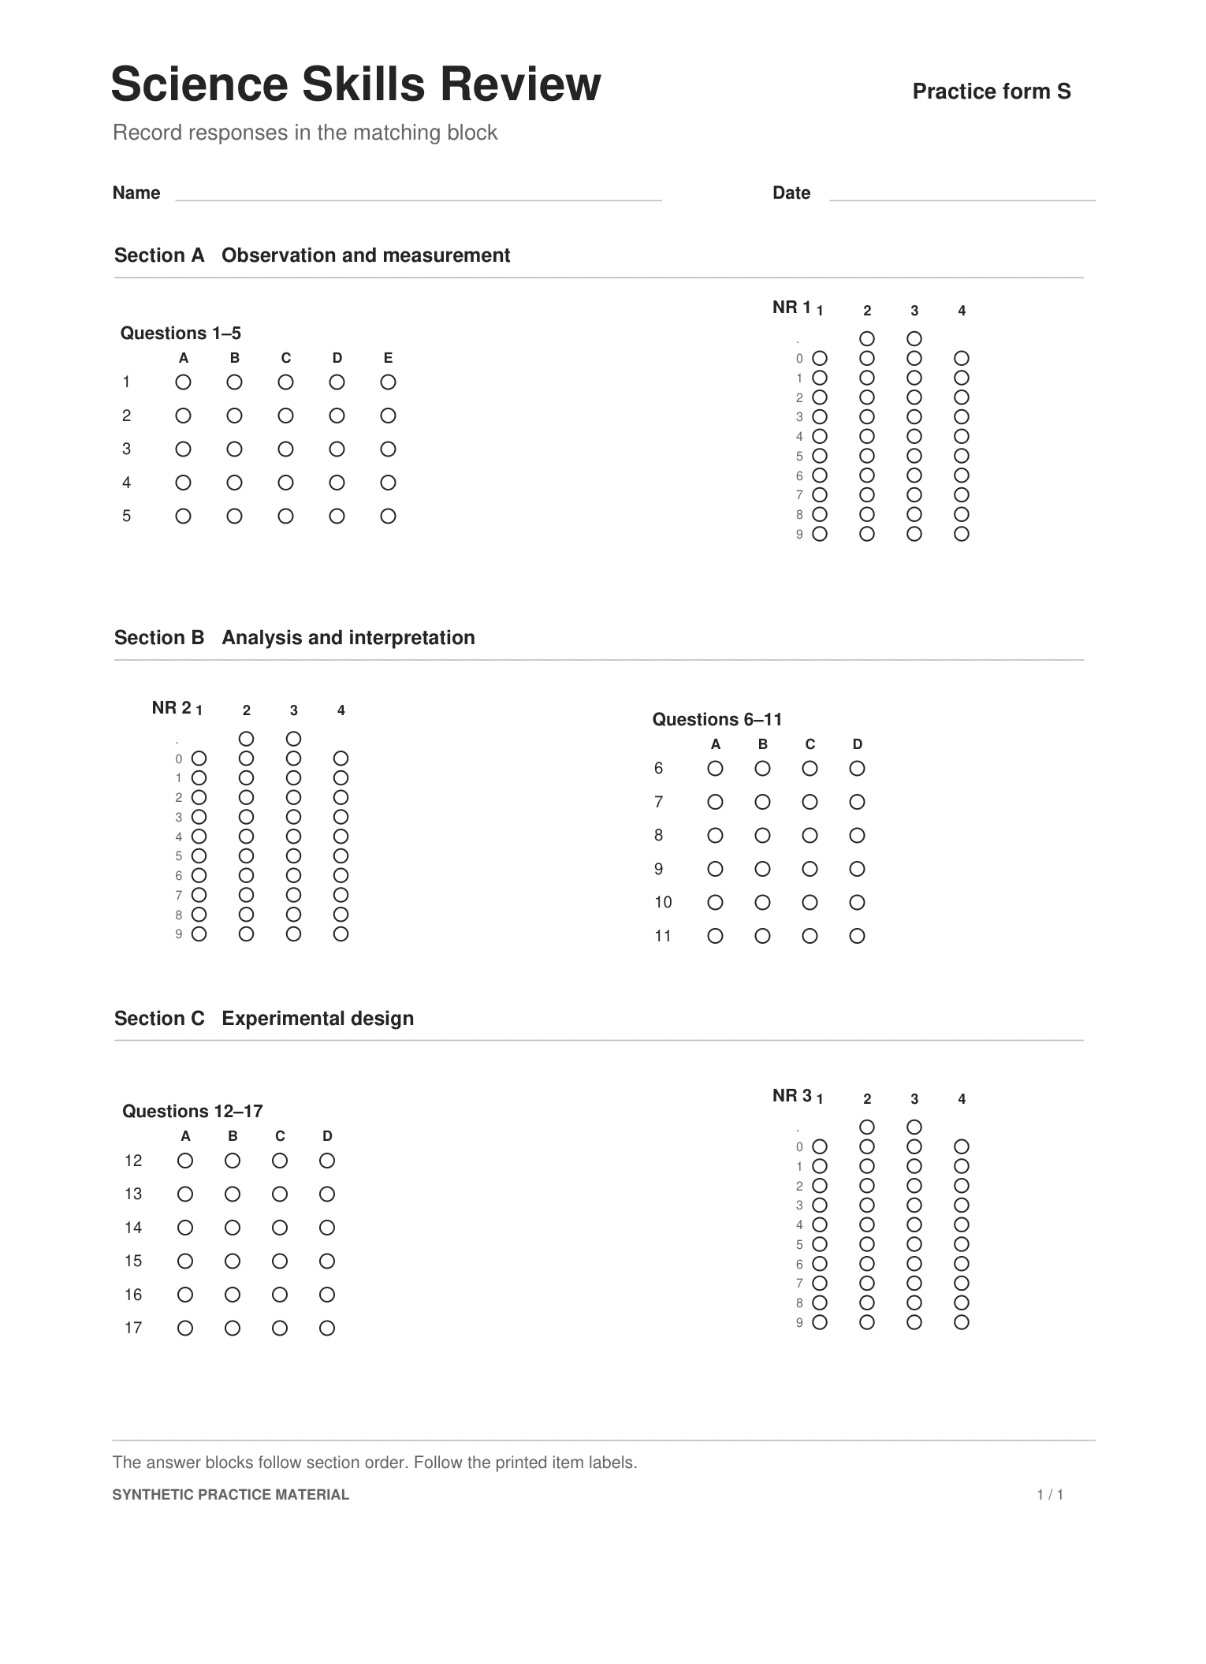 Science Skills Review
Practice form S
Record responses in the matching block
Name
Date
Section A Observation and measurement
Questions 1–5
A B C D E
1
2
3
4
5
NR 1 1 2 3 4
.
0
1
2
3
4
5
6
7
8
9
Section B Analysis and interpretation
NR 2 1 2 3 4
.
0
1
2
3
4
5
6
7
8
9
Questions 6–11
A B C D
6
7
8
9
10
11
Section C Experimental design
Questions 12–17
A B C D
12
13
14
15
16
17
NR 3 1 2 3 4
.
0
1
2
3
4
5
6
7
8
9
The answer blocks follow section order. Follow the printed item labels.
SYNTHETIC PRACTICE MATERIAL
1 / 1